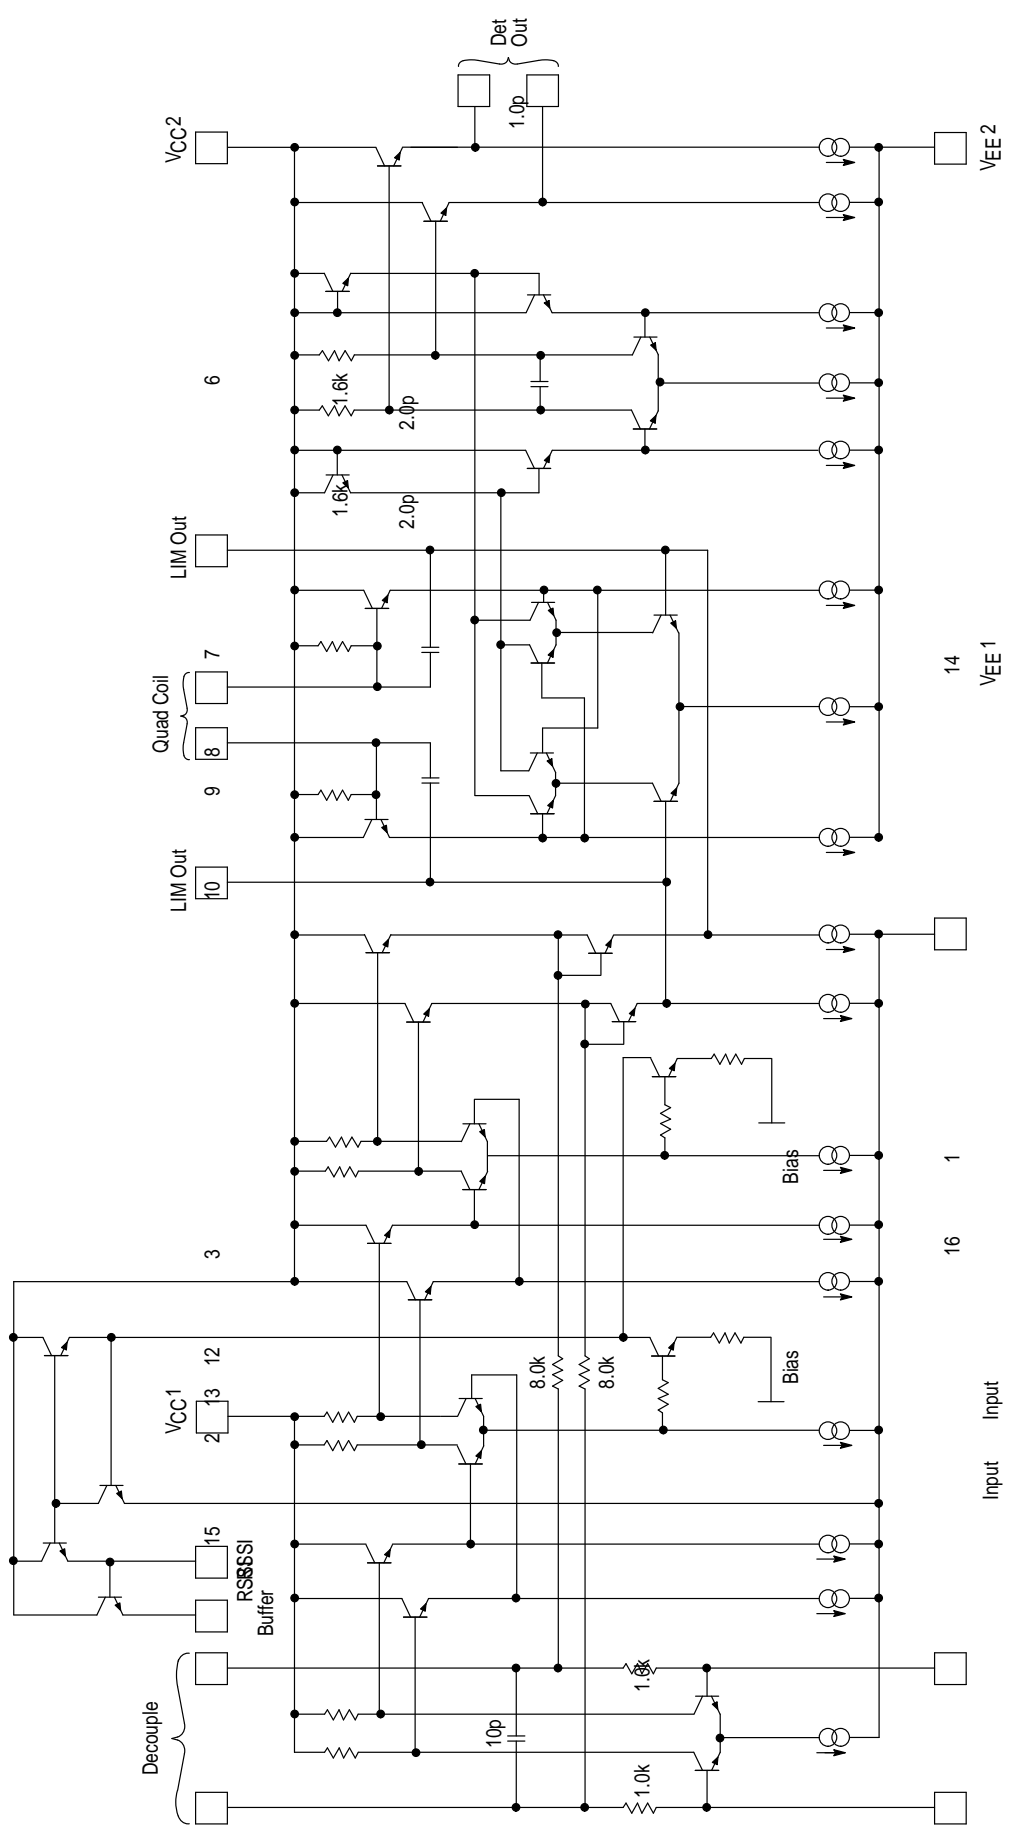 Det
Out
1.0p
VCC2
VEE 2
6
1.6k
2.0p
1.6k
2.0p
LIM Out
7
Quad Coil
8
9
14
VEE 1
LIM Out
10
Bias
1
3
16
12
8.0k
8.0k
Bias
VCC1
13
2
Input
Input
15
RSSI
RSSI
Buffer
Decouple
1.0k
10p
1.0k